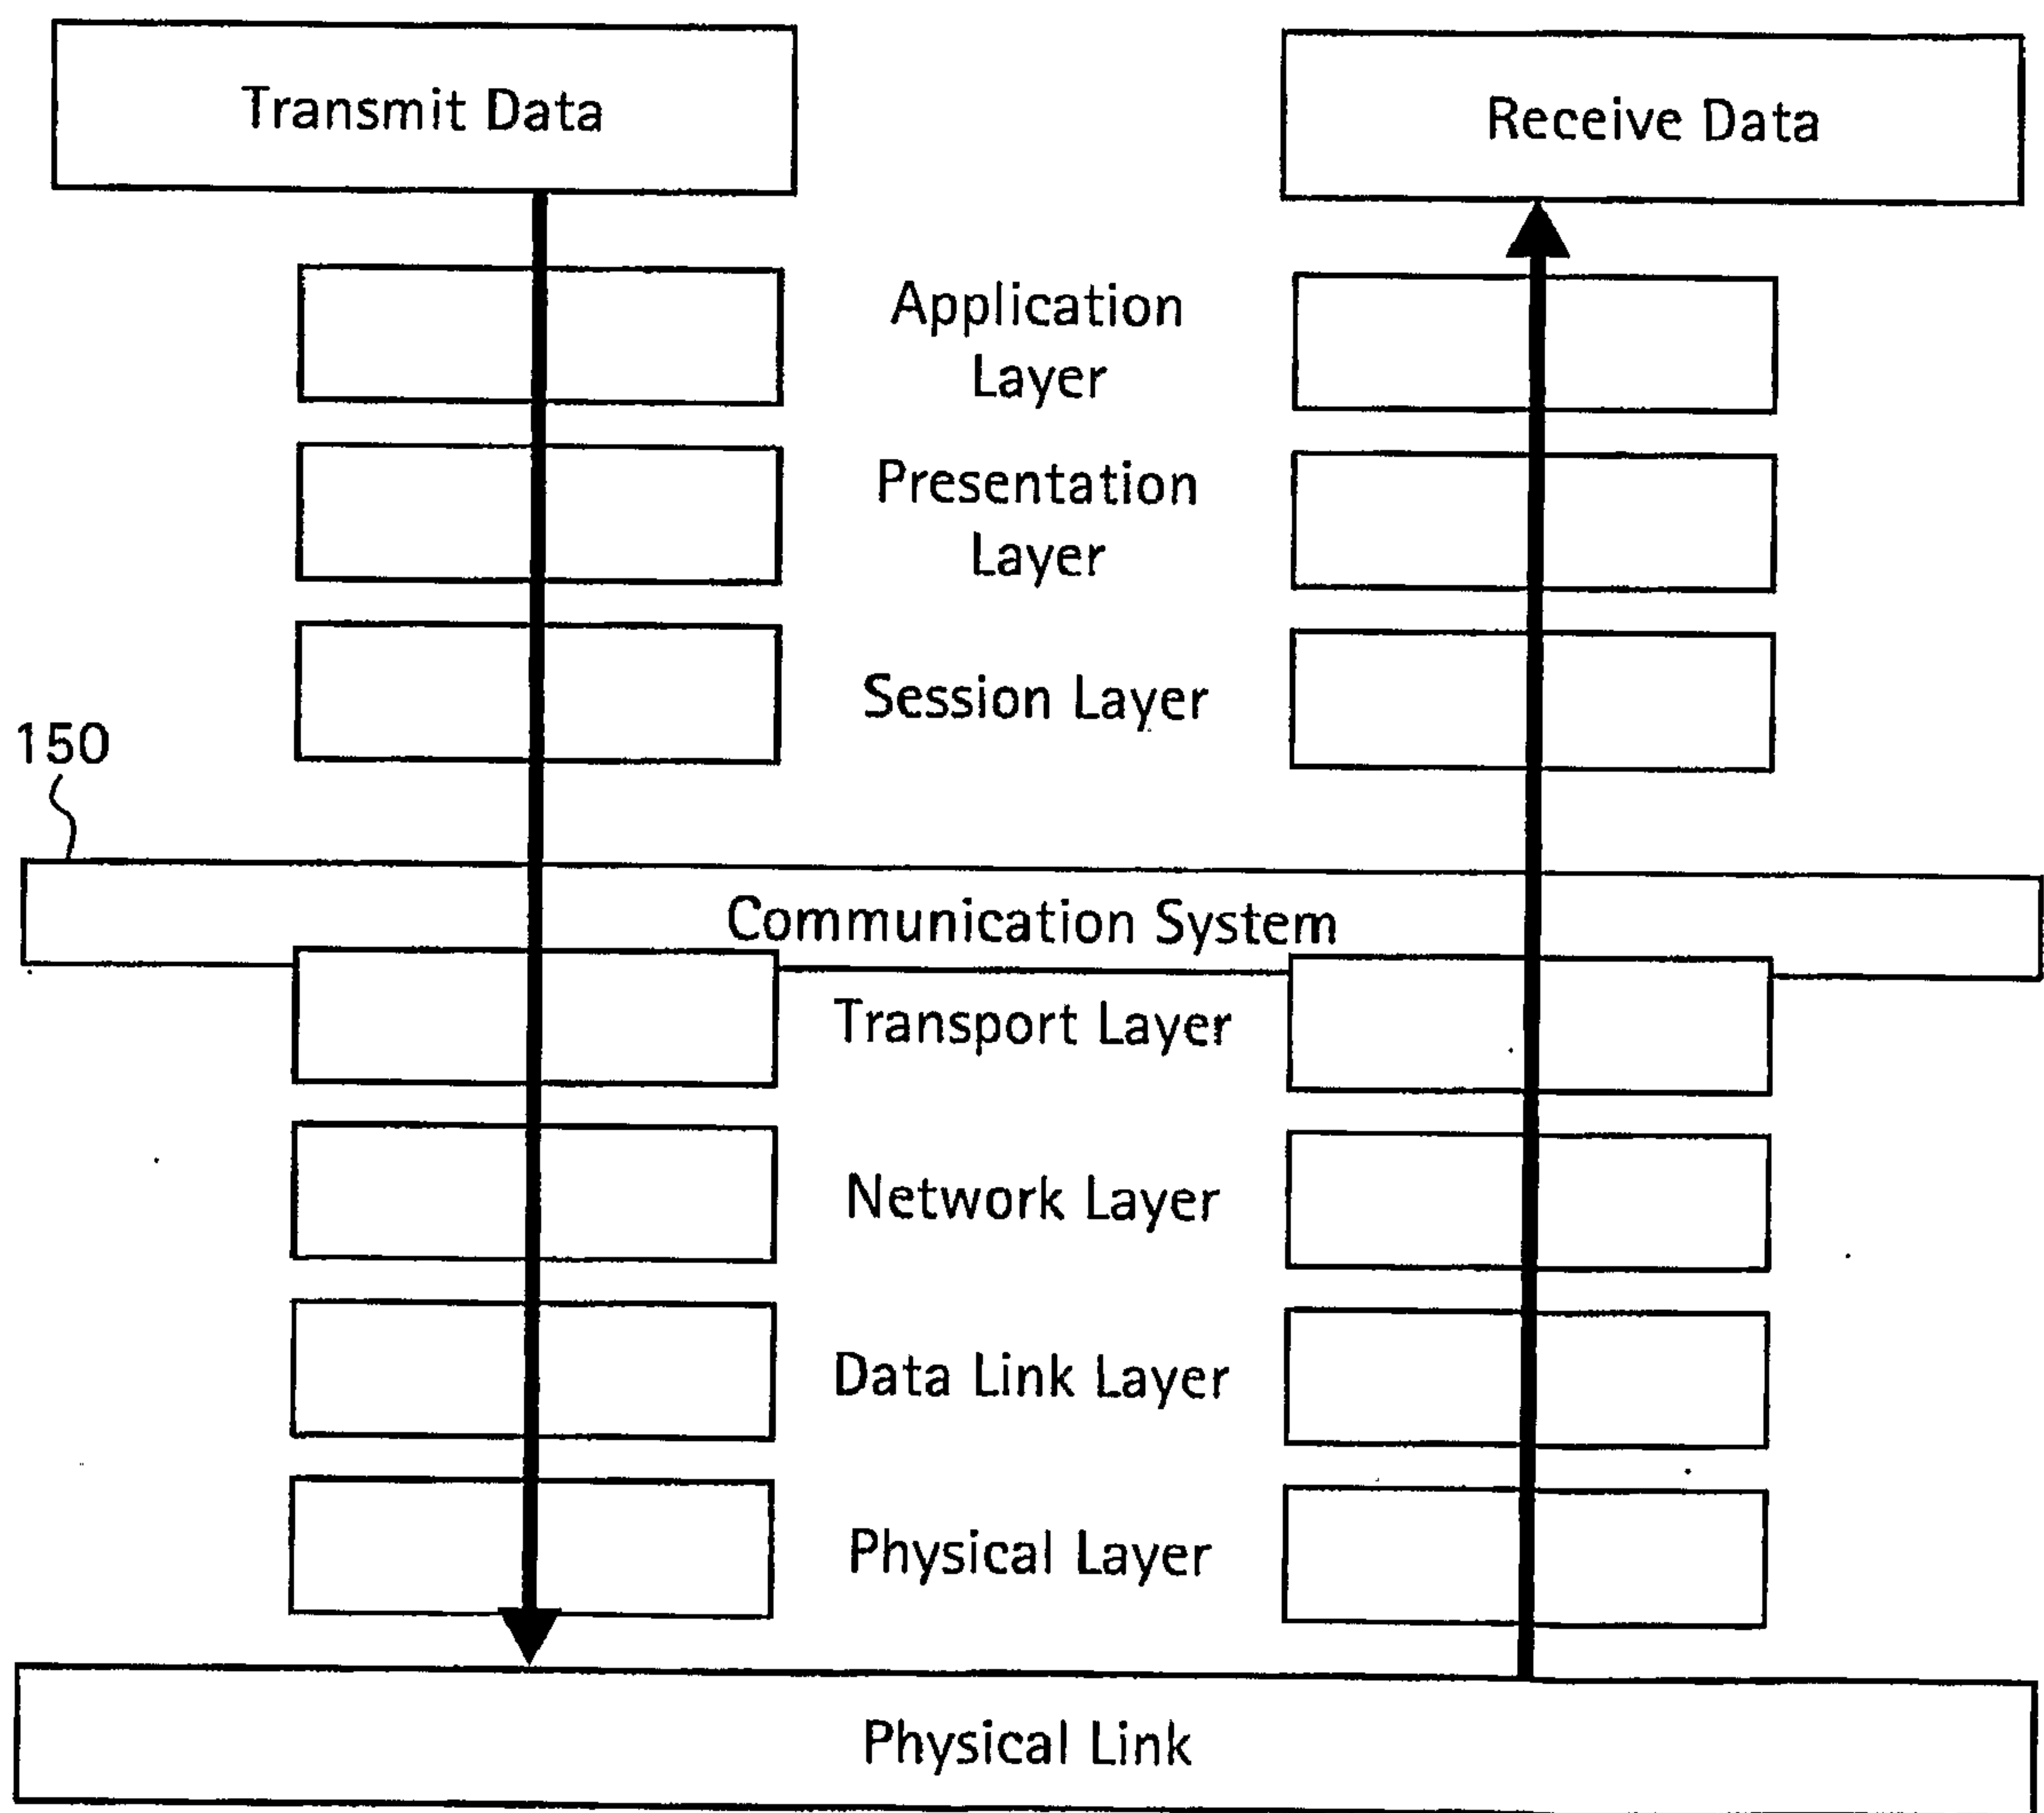 Transmit Data
Receive Data
Application
Layer
Presentation
Layer
Session Layer
150
Communication System
Transport Layer
Network Layer
Data Link Layer
Physical Layer
Physical Link